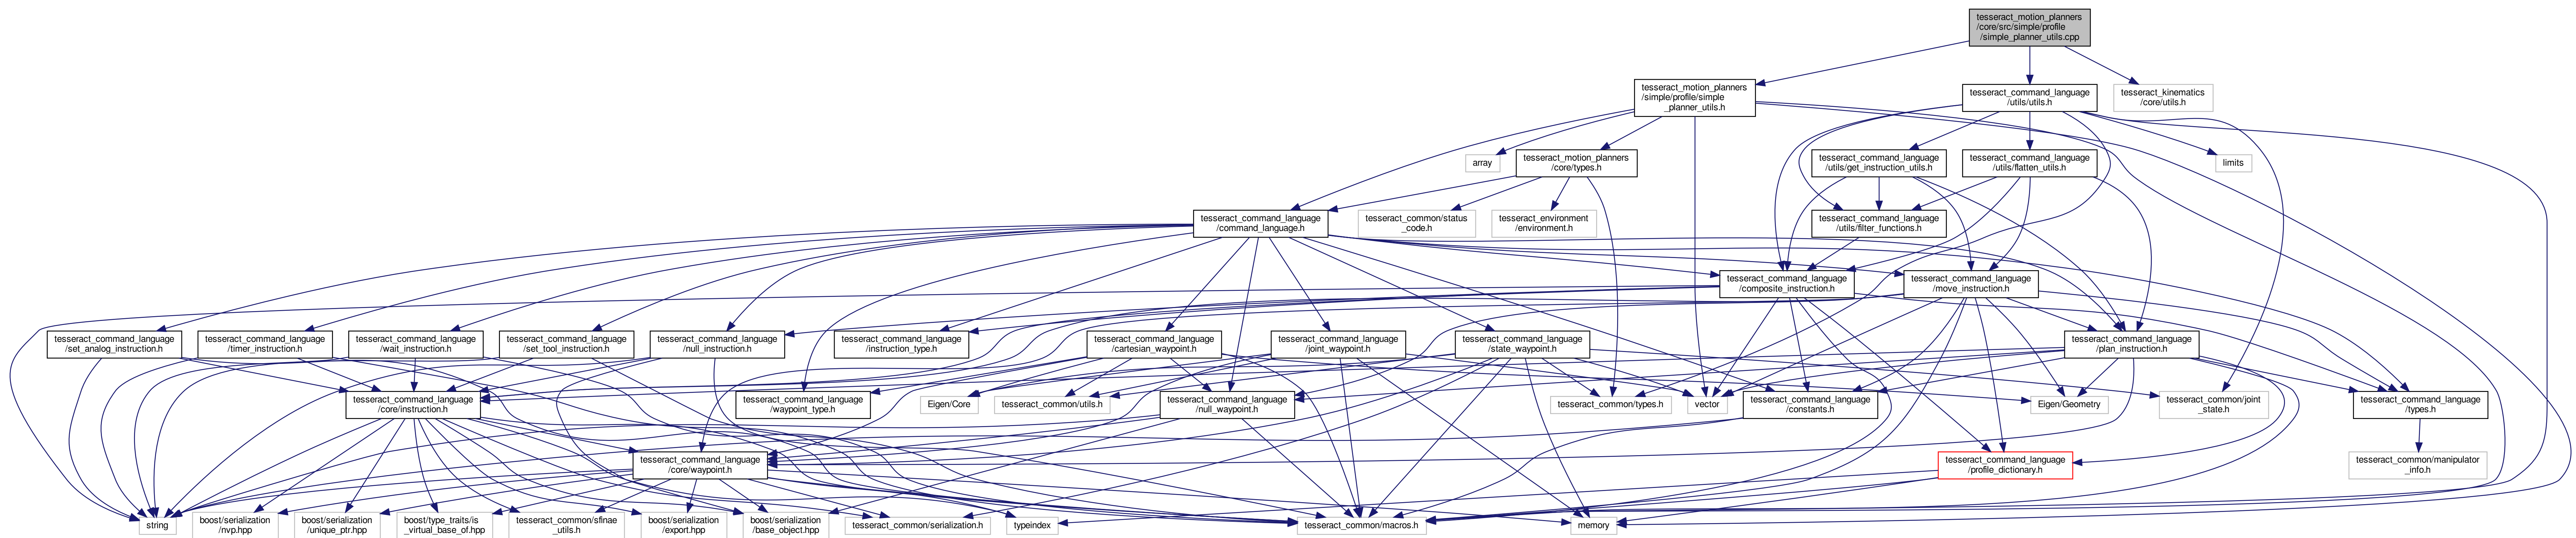 tesseract_motion_planners
/core/src/simple/profile
/simple_planner_utils.cpp
tesseract_motion_planners
/simple/profile/simple
_planner_utils.h
tesseract_command_language
/utils/utils.h
tesseract_kinematics
/core/utils.h
array
tesseract_motion_planners
/core/types.h
tesseract_command_language
/utils/get_instruction_utils.h
tesseract_command_language
/utils/flatten_utils.h
limits
tesseract_command_language
/command_language.h
tesseract_common/status
_code.h
tesseract_environment
/environment.h
tesseract_command_language
/utils/filter_functions.h
tesseract_command_language
/composite_instruction.h
tesseract_command_language
/move_instruction.h
tesseract_command_language
/set_analog_instruction.h
tesseract_command_language
/timer_instruction.h
tesseract_command_language
/wait_instruction.h
tesseract_command_language
/set_tool_instruction.h
tesseract_command_language
/null_instruction.h
tesseract_command_language
/instruction_type.h
tesseract_command_language
/cartesian_waypoint.h
tesseract_command_language
/joint_waypoint.h
tesseract_command_language
/state_waypoint.h
tesseract_command_language
/plan_instruction.h
tesseract_command_language
/core/instruction.h
tesseract_command_language
/waypoint_type.h
Eigen/Core
tesseract_common/utils.h
tesseract_command_language
/null_waypoint.h
tesseract_common/types.h
vector
tesseract_command_language
/constants.h
Eigen/Geometry
tesseract_common/joint
_state.h
tesseract_command_language
/types.h
tesseract_command_language
/core/waypoint.h
tesseract_command_language
/profile_dictionary.h
tesseract_common/manipulator
_info.h
string
boost/serialization
/nvp.hpp
boost/serialization
/unique_ptr.hpp
boost/type_traits/is
_virtual_base_of.hpp
tesseract_common/sfinae
_utils.h
boost/serialization
/export.hpp
boost/serialization
/base_object.hpp
tesseract_common/serialization.h
typeindex
tesseract_common/macros.h
memory